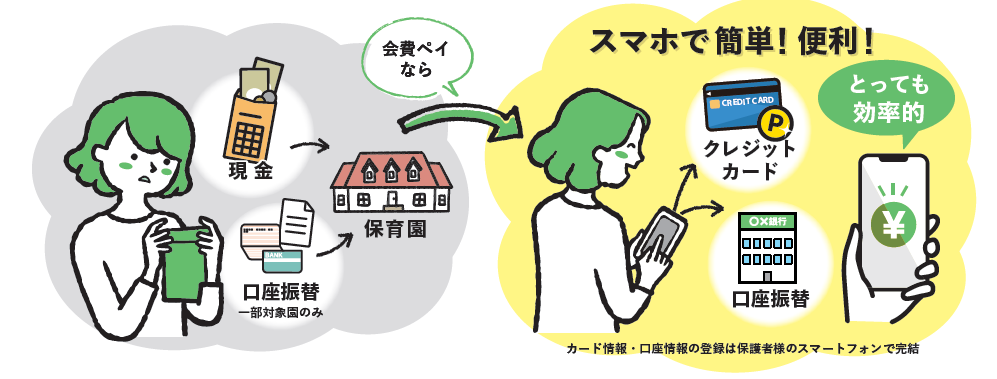 会費ペイ
なら
現金
BANK
口座振替
一部対象園のみ
保育園
スマホで簡単！便利！
とっても
効率的
CREDIT CARD
P
クレジット
カード
○×銀行
口座振替
¥
カード情報・口座情報の登録は保護者様のスマートフォンで完結